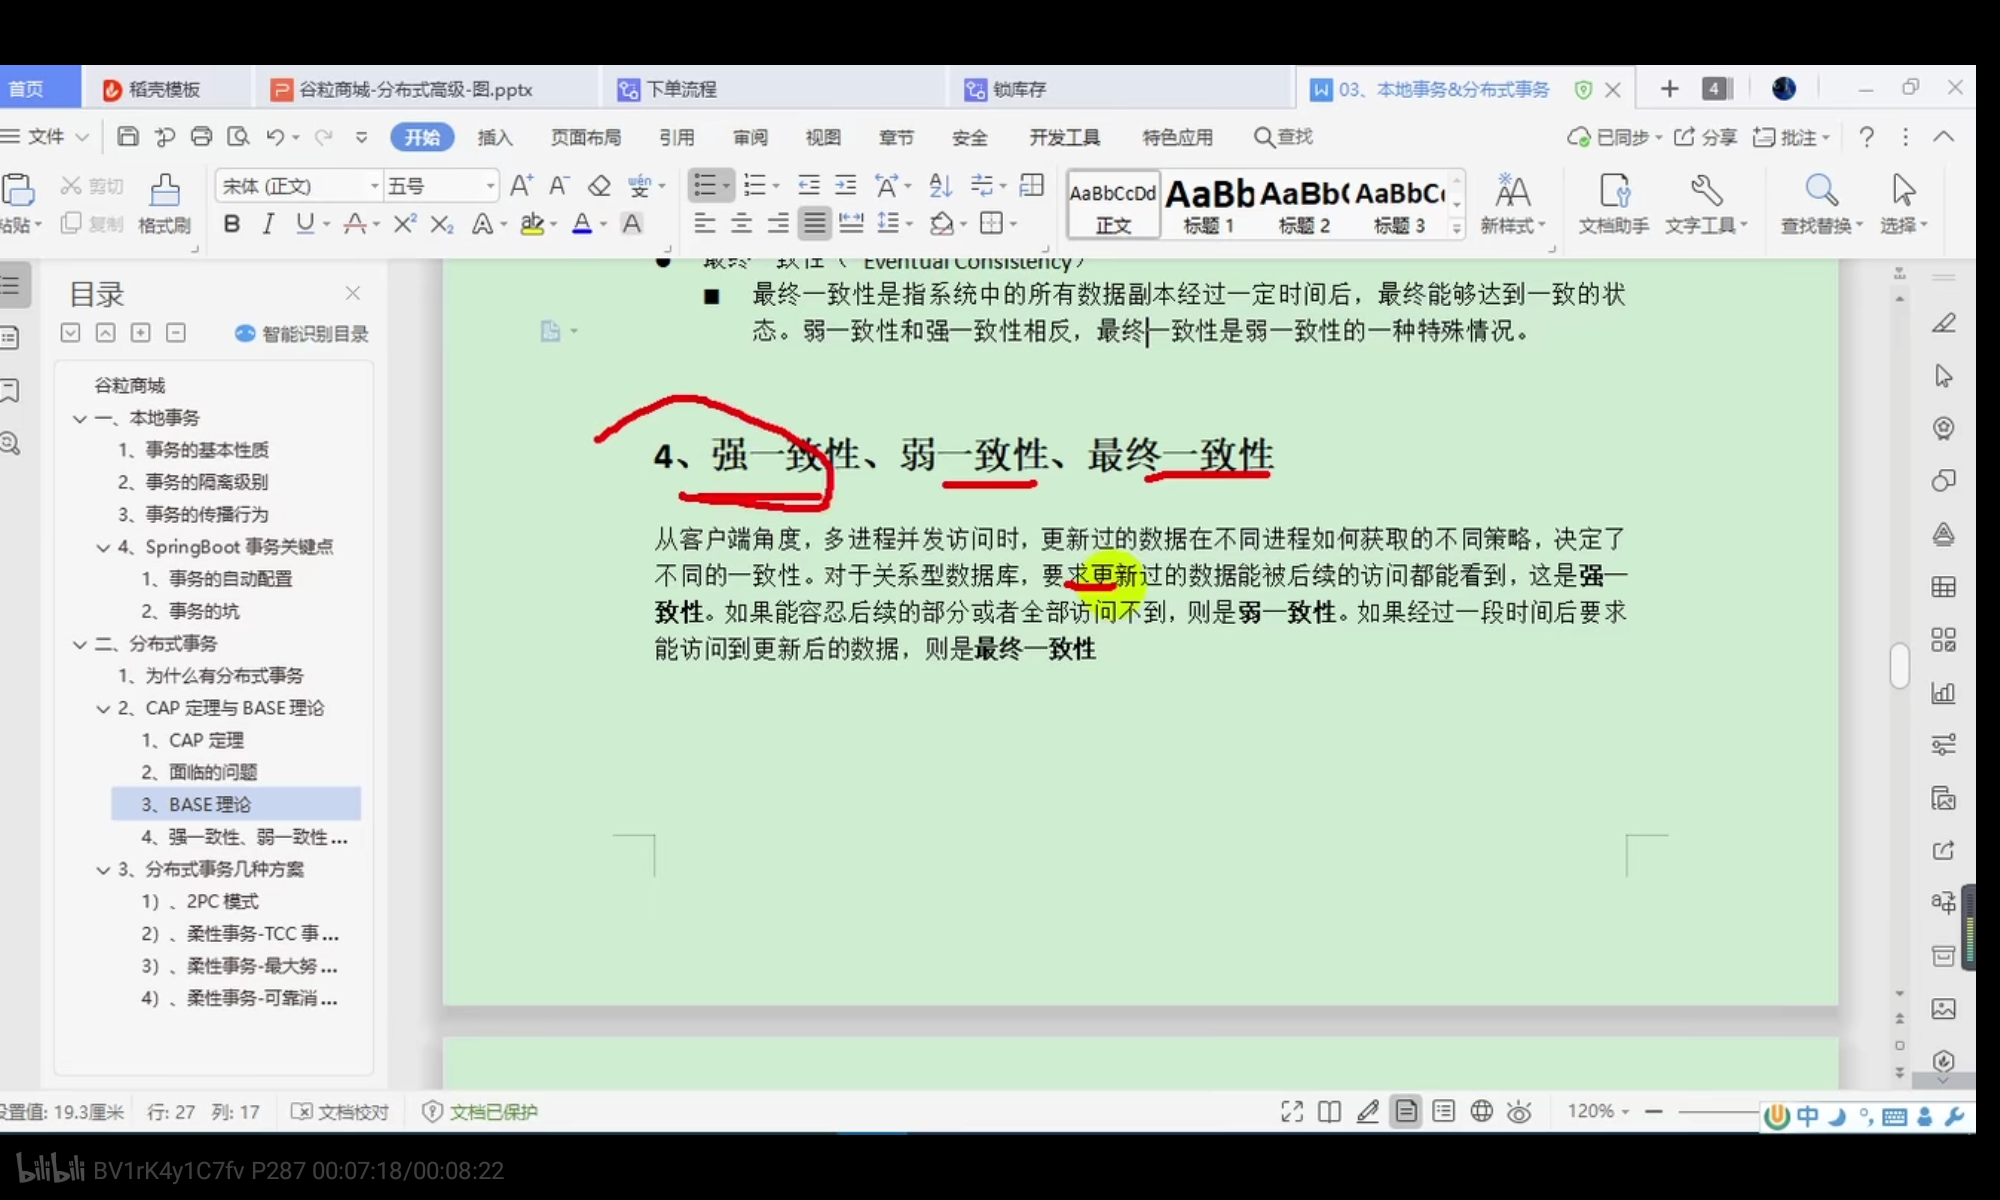 首页
稻壳模板
谷粒商城-分布式高级-图.pptx
下单流程
锁库存
03、本地事务&分布式事务
4
文件
开始
插入
页面布局
引用
审阅
视图
章节
安全
开发工具
特色应用
查找
已同步
分享
批注
粘贴
剪切
复制
格式刷
宋体 (正文)
五号
AaBbCcDd
正文
AaBb
标题 1
AaBb(
标题 2
AaBbC
标题 3
新样式
文档助手
文字工具
查找替换
选择
目录
智能识别目录
谷粒商城
一、本地事务
1、事务的基本性质
2、事务的隔离级别
3、事务的传播行为
4、SpringBoot 事务关键点
1、事务的自动配置
2、事务的坑
二、分布式事务
1、为什么有分布式事务
2、CAP 定理与 BASE 理论
1、CAP 定理
2、面临的问题
3、BASE 理论
4、强一致性、弱一致性...
3、分布式事务几种方案
1）、2PC 模式
2）、柔性事务-TCC 事...
3）、柔性事务-最大努...
4）、柔性事务-可靠消...
最终一致性（ Eventual Consistency）
最终一致性是指系统中的所有数据副本经过一定时间后，最终能够达到一致的状
态。弱一致性和强一致性相反，最终一致性是弱一致性的一种特殊情况。
4、强一致性、弱一致性、最终一致性
从客户端角度，多进程并发访问时，更新过的数据在不同进程如何获取的不同策略，决定了
不同的一致性。对于关系型数据库，要求更新过的数据能被后续的访问都能看到，这是强一
致性。如果能容忍后续的部分或者全部访问不到，则是弱一致性。如果经过一段时间后要求
能访问到更新后的数据，则是最终一致性
设置值: 19.3厘米
行: 27
列: 17
文档校对
文档已保护
120%
中
bilibili BV1rK4y1C7fv P287 00:07:18/00:08:22